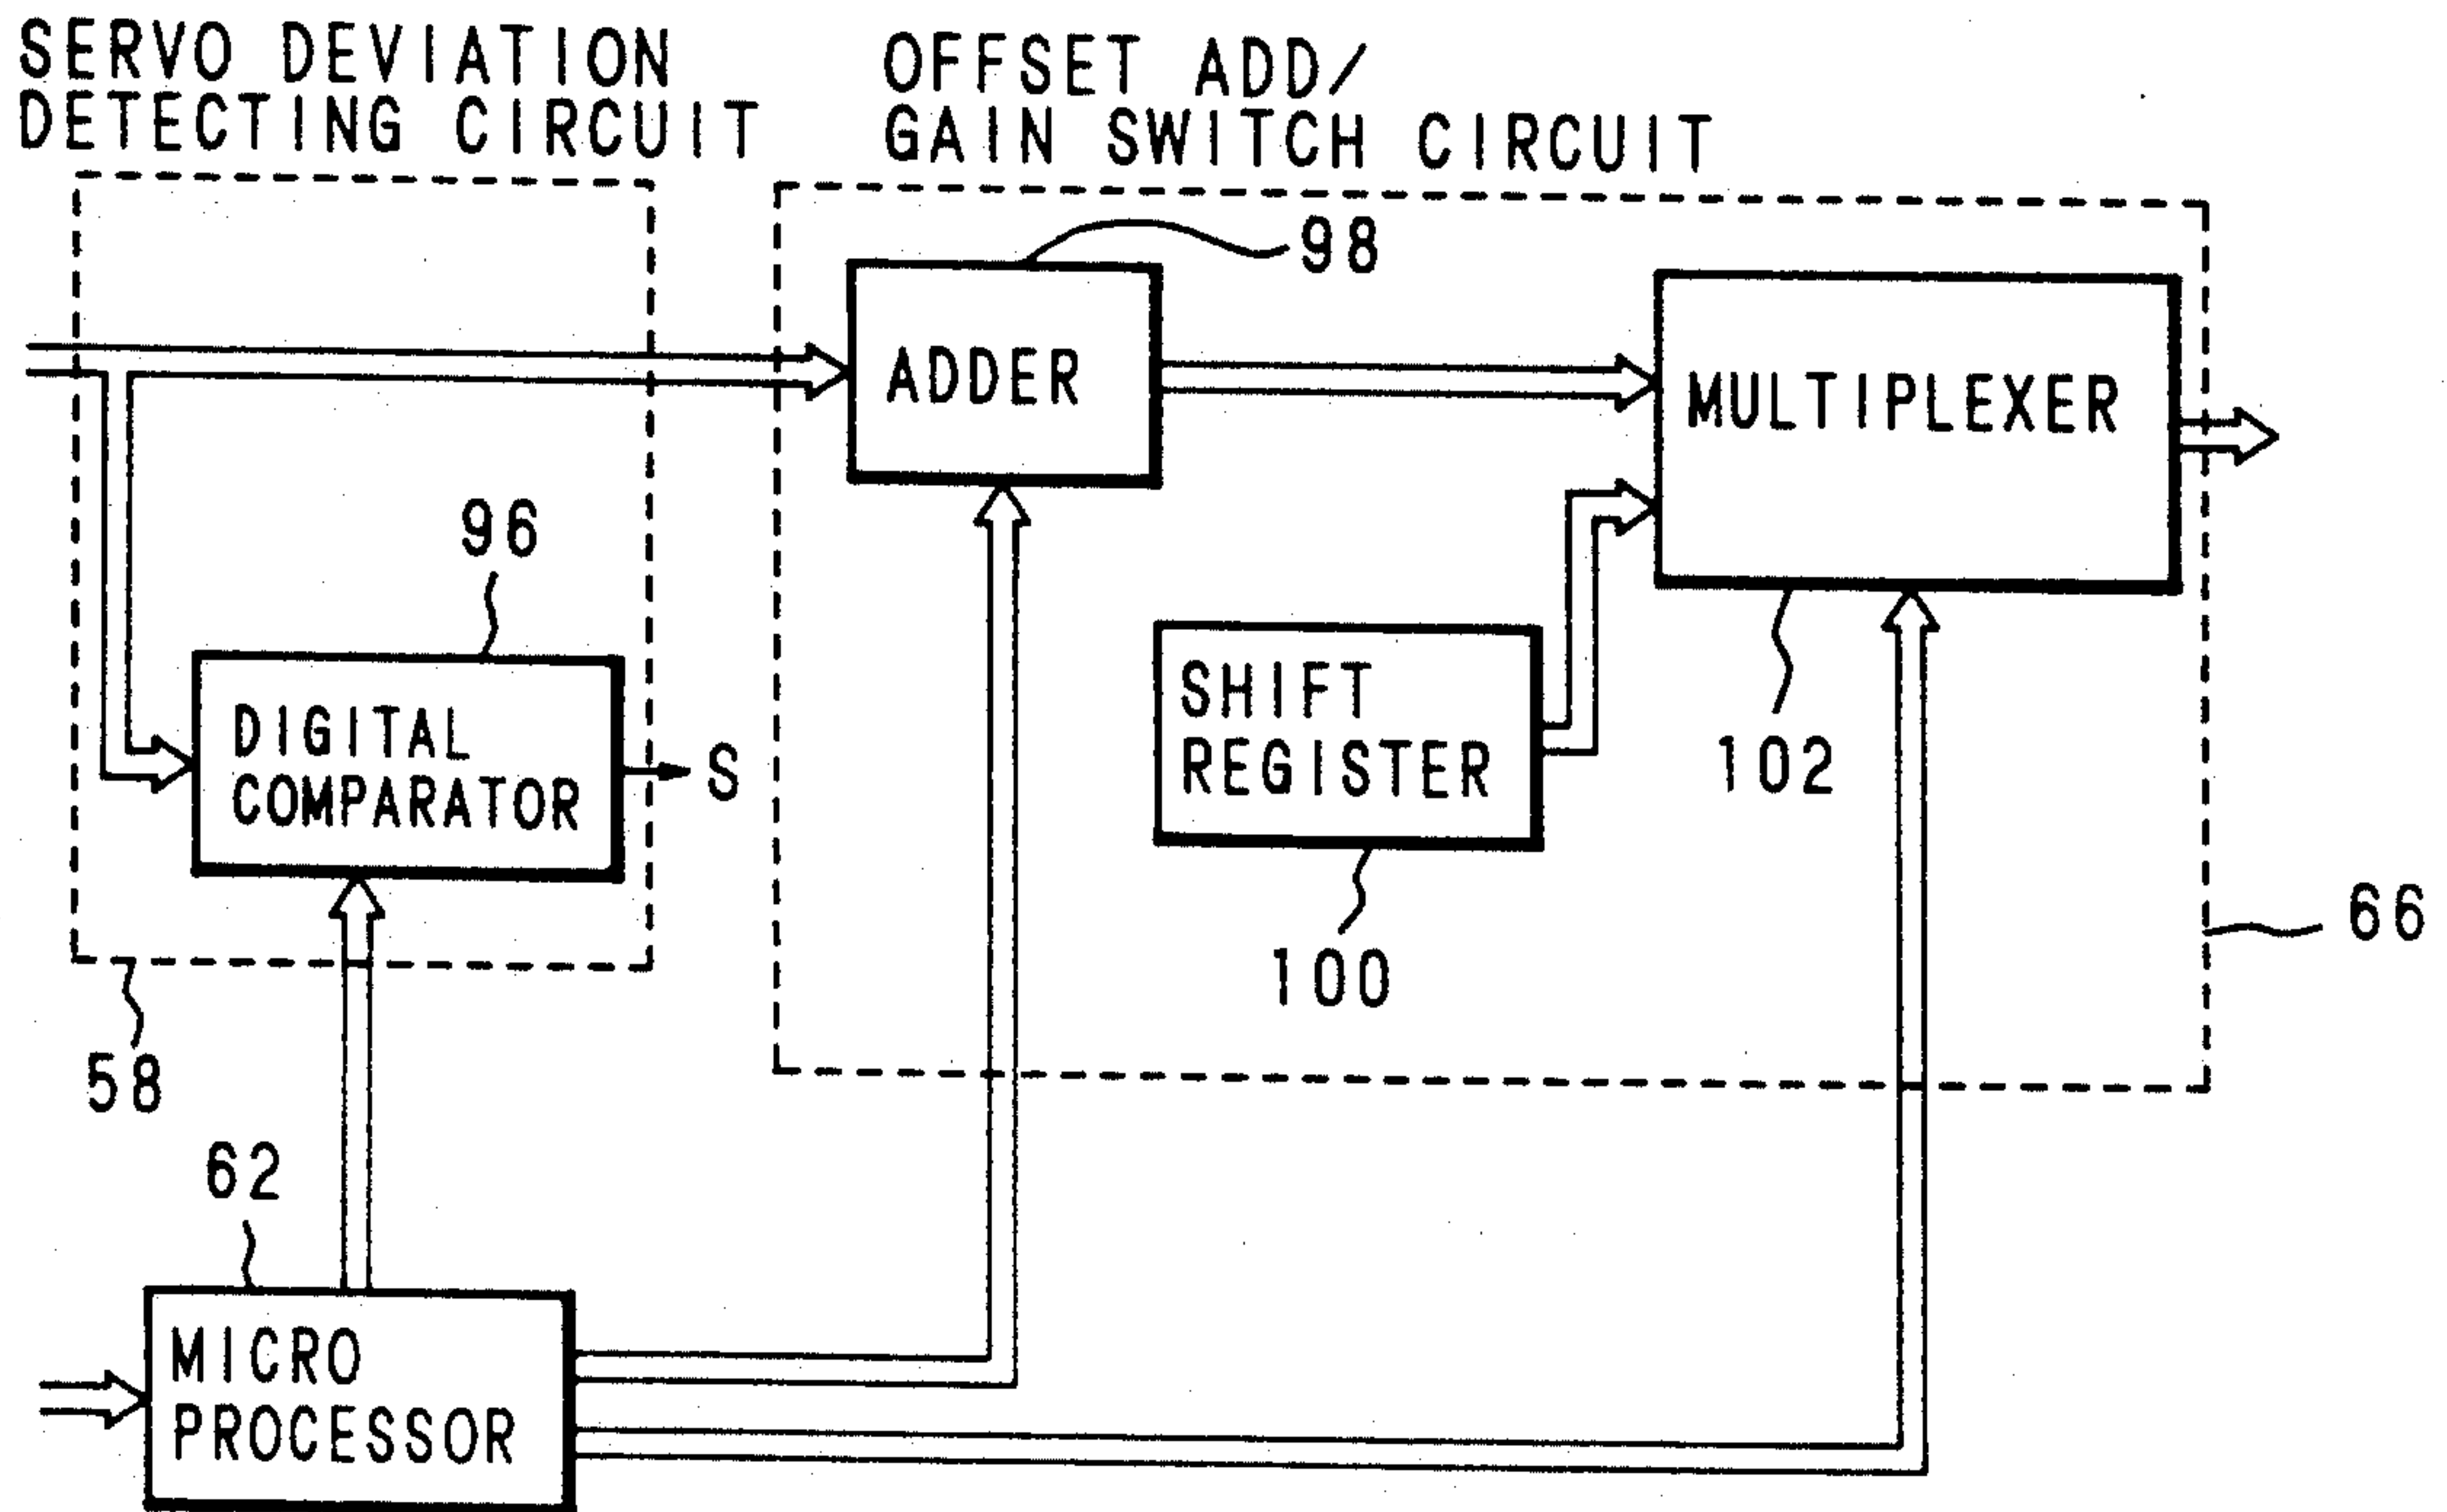 SERVO DEVIATION
DETECTING CIRCUIT
OFFSET ADD/
GAIN SWITCH CIRCUIT
98
ADDER
MULTIPLEXER
96
DIGITAL
COMPARATOR
S
SHIFT
REGISTER
102
100
66
58
62
MICRO
PROCESSOR